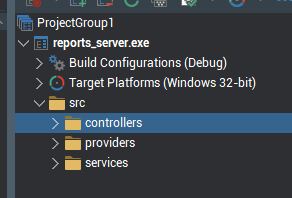 ProjectGroup1
reports_server.exe
Build Configurations (Debug)
Target Platforms (Windows 32-bit)
src
controllers
providers
services